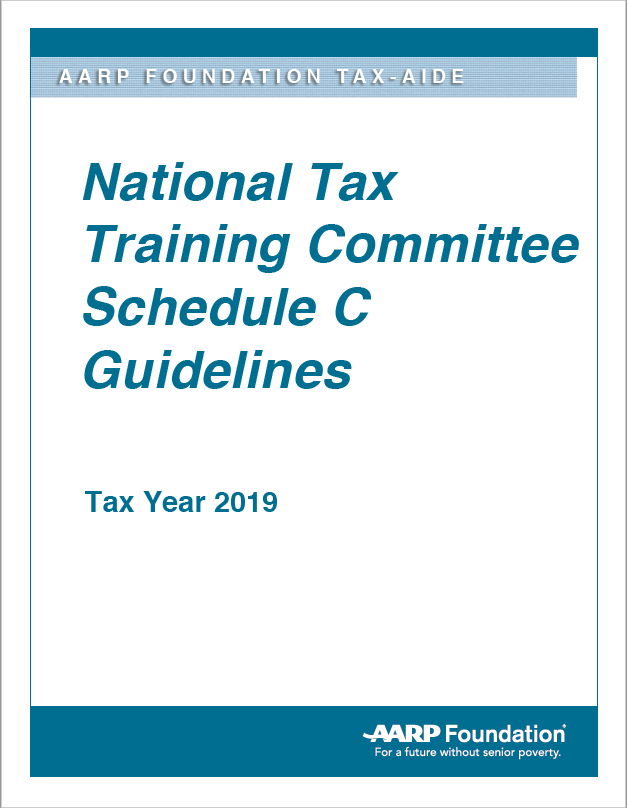 AARP FOUNDATION TAX-AIDE
National Tax
Training Committee
Schedule C
Guidelines
Tax Year 2019
AARP Foundation®
For a future without senior poverty.